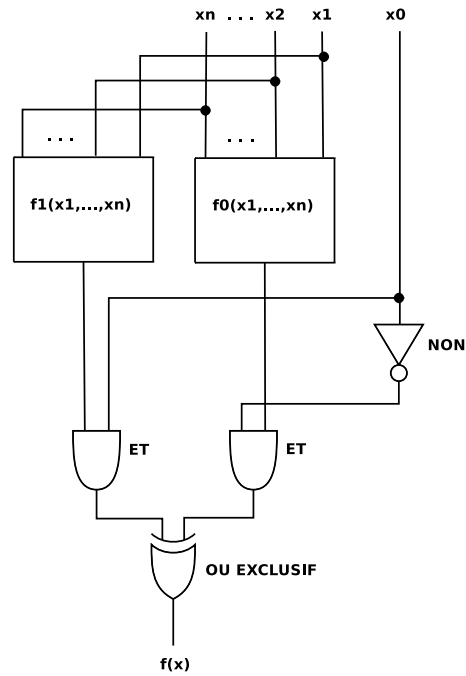 xn ... x2 x1 x0
... ...
f1(x1,...,xn) f0(x1,...,xn)
NON
ET ET
OU EXCLUSIF
f(x)